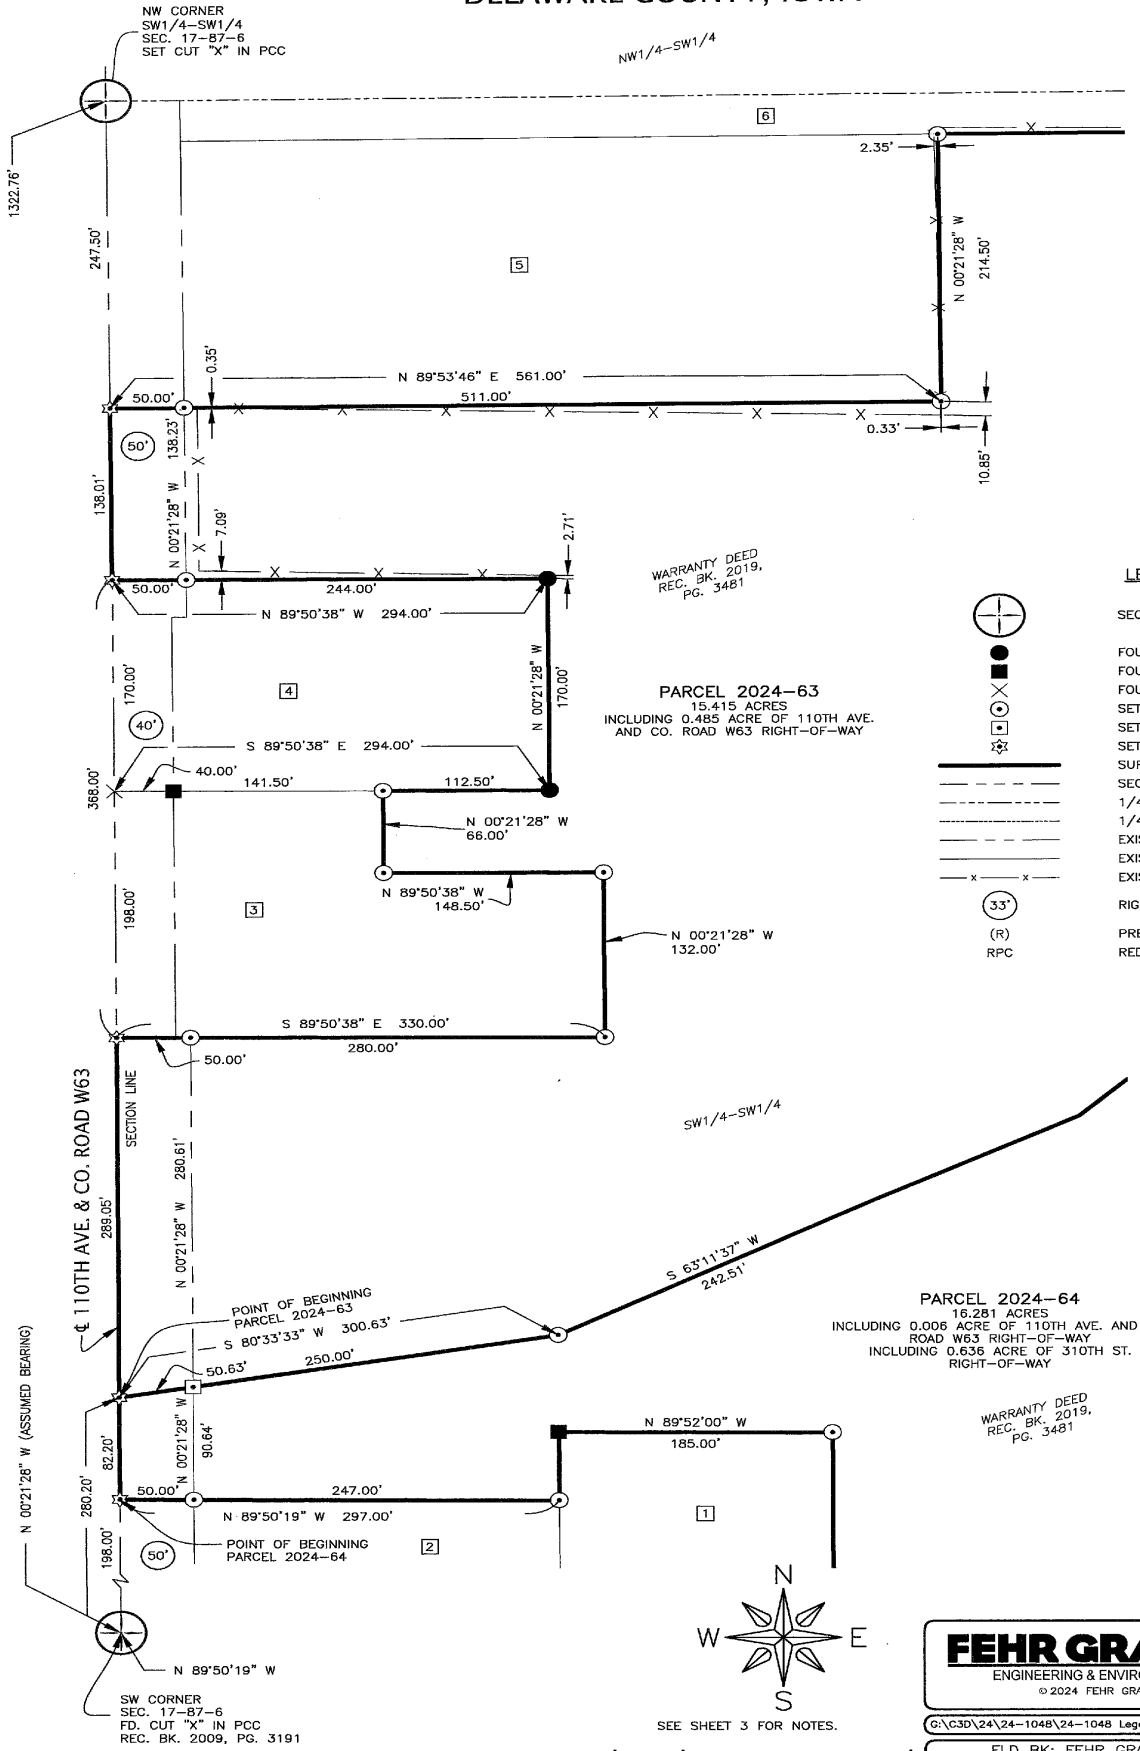 NW CORNER
SW1/4-SW1/4
SEC. 17-87-6
SET CUT "X" IN PCC
NW1/4-SW1/4
6
2.35'
1322.76'
247.50'
N 00°21'28" W
214.50'
5
0.35'
N 89°53'46" E 561.00'
50.00'
511.00'
0.33'
10.85'
50'
138.23'
N 00°21'28" W
138.01'
7.09'
2.71'
50.00'
244.00'
N 89°50'38" W 294.00'
WARRANTY DEED
REC. BK. 2019,
PG. 3481
170.00'
N 00°21'28" W
170.00'
4
40'
PARCEL 2024-63
15.415 ACRES
INCLUDING 0.485 ACRE OF 110TH AVE.
AND CO. ROAD W63 RIGHT-OF-WAY
S 89°50'38" E 294.00'
40.00'
141.50'
112.50'
368.00'
N 00°21'28" W
66.00'
N 89°50'38" W
148.50'
198.00'
3
N 00°21'28" W
132.00'
33'
(R)
RPC
S 89°50'38" E 330.00'
280.00'
50.00'
℄ 110TH AVE. & CO. ROAD W63
SECTION LINE
SW1/4-SW1/4
289.05'
N 00°21'28" W 280.61'
S 63°11'37" W
242.51'
POINT OF BEGINNING
PARCEL 2024-63
S 80°33'33" W 300.63'
250.00'
50.63'
PARCEL 2024-64
16.281 ACRES
INCLUDING 0.006 ACRE OF 110TH AVE. AND
ROAD W63 RIGHT-OF-WAY
INCLUDING 0.636 ACRE OF 310TH ST.
RIGHT-OF-WAY
WARRANTY DEED
REC. BK. 2019,
PG. 3481
N 00°21'28" W (ASSUMED BEARING)
280.20'
82.20'
N 00°21'28" W
90.64'
N 89°52'00" W
185.00'
50.00'
247.00'
N 89°50'19" W 297.00'
1
2
POINT OF BEGINNING
PARCEL 2024-64
198.00'
50'
N 89°50'19" W
SW CORNER
SEC. 17-87-6
FD. CUT "X" IN PCC
REC. BK. 2009, PG. 3191
N
W E
S
SEE SHEET 3 FOR NOTES.
FEHR GRA
ENGINEERING & ENVIR
© 2024 FEHR GRA
G:\C3D\24\24-1048\24-1048 Leg